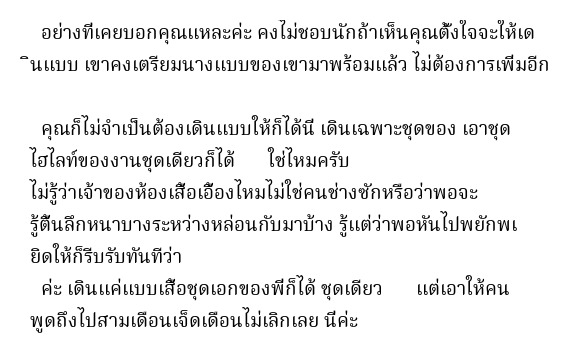 อย่างที่เคยบอกคุณแหละค่ะ คงไม่ชอบนักถ้าเห็นคุณตั้งใจจะให้เด
ินแบบ เขาคงเตรียมนางแบบของเขามาพร้อมแล้ว ไม่ต้องการเพิ่มอีก
คุณก็ไม่จำเป็นต้องเดินแบบให้ก็ได้นี่ เดินเฉพาะชุดของ เอาชุด
ไฮไลท์ของงานชุดเดียวก็ได้ ใช่ไหมครับ
ไม่รู้ว่าเจ้าของห้องเสื้อเอื้องไหมไม่ใช่คนช่างซักหรือว่าพอจะ
รู้ตื้นลึกหนาบางระหว่างหล่อนกับมาบ้าง รู้แต่ว่าพอหันไปพยักพเ
ยิดให้ก็รีบรับทันทีว่า
ค่ะ เดินแค่แบบเสื้อชุดเอกของพี่ก็ได้ ชุดเดียว แต่เอาให้คน
พูดถึงไปสามเดือนเจ็ดเดือนไม่เลิกเลย นี่ค่ะ